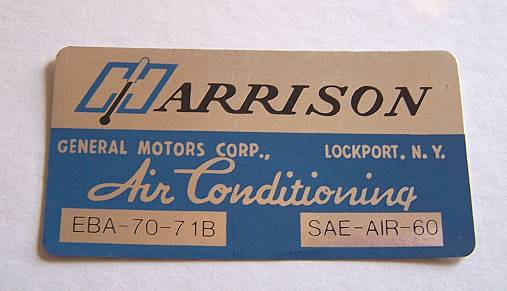 HARRISON
GENERAL MOTORS CORP., LOCKPORT, N. Y.
Air Conditioning
EBA-70-71B SAE-AIR-60